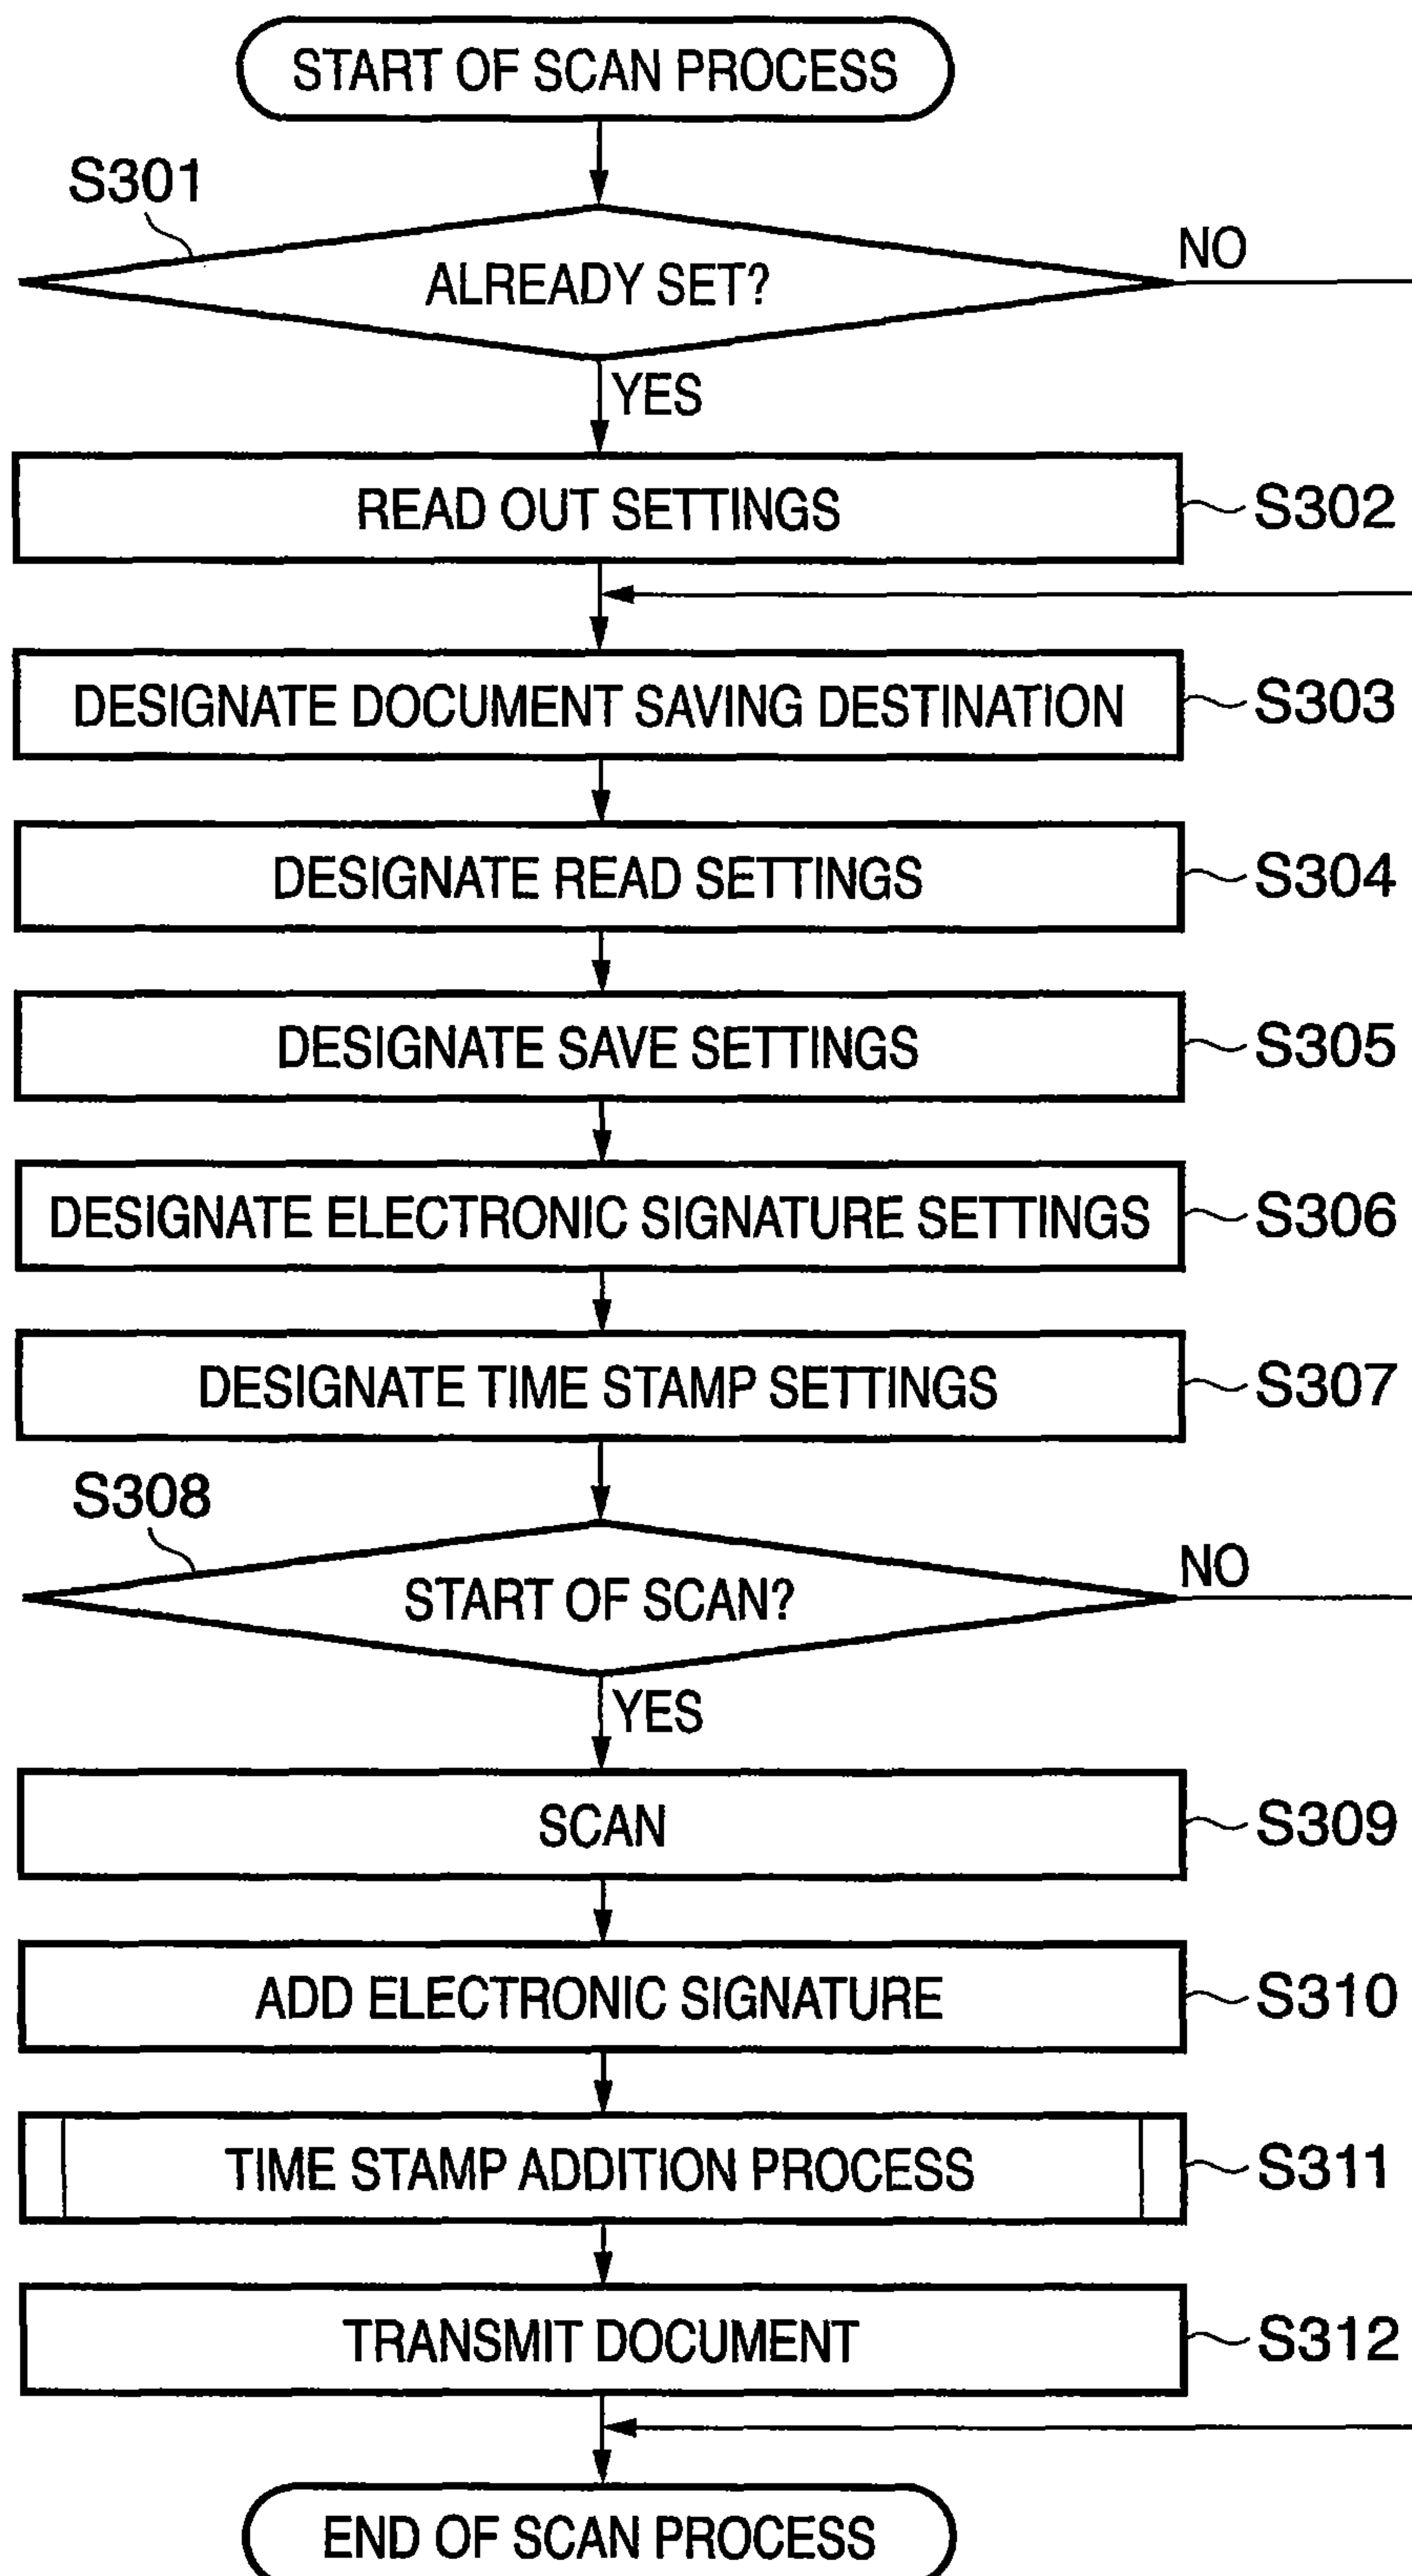 START OF SCAN PROCESS
S301
ALREADY SET?
NO
YES
READ OUT SETTINGS
S302
DESIGNATE DOCUMENT SAVING DESTINATION
S303
DESIGNATE READ SETTINGS
S304
DESIGNATE SAVE SETTINGS
S305
DESIGNATE ELECTRONIC SIGNATURE SETTINGS
S306
DESIGNATE TIME STAMP SETTINGS
S307
S308
START OF SCAN?
NO
YES
SCAN
S309
ADD ELECTRONIC SIGNATURE
S310
TIME STAMP ADDITION PROCESS
S311
TRANSMIT DOCUMENT
S312
END OF SCAN PROCESS